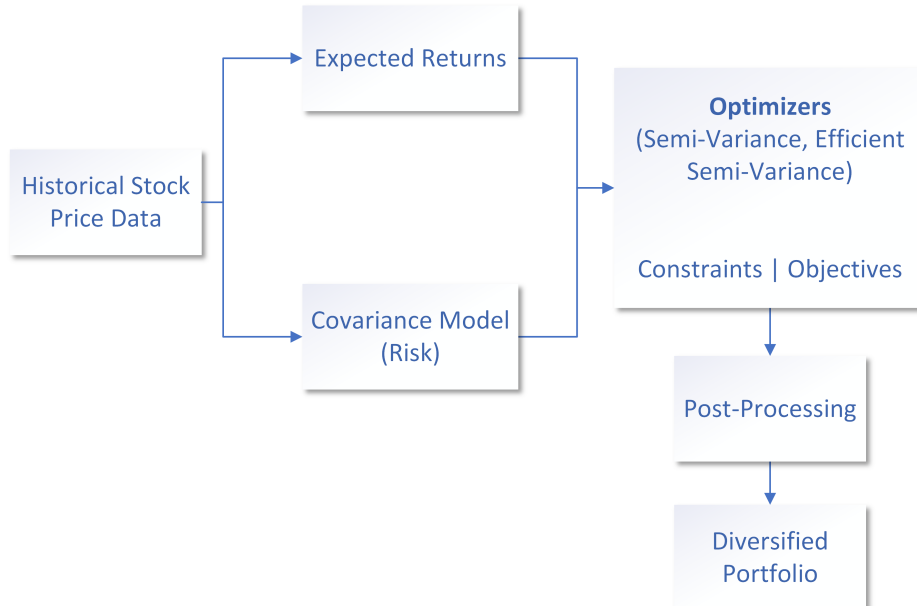 Expected Returns
Historical Stock
Price Data
Covariance Model
(Risk)
Optimizers
(Semi-Variance, Efficient
Semi-Variance)
Constraints | Objectives
Post-Processing
Diversified
Portfolio